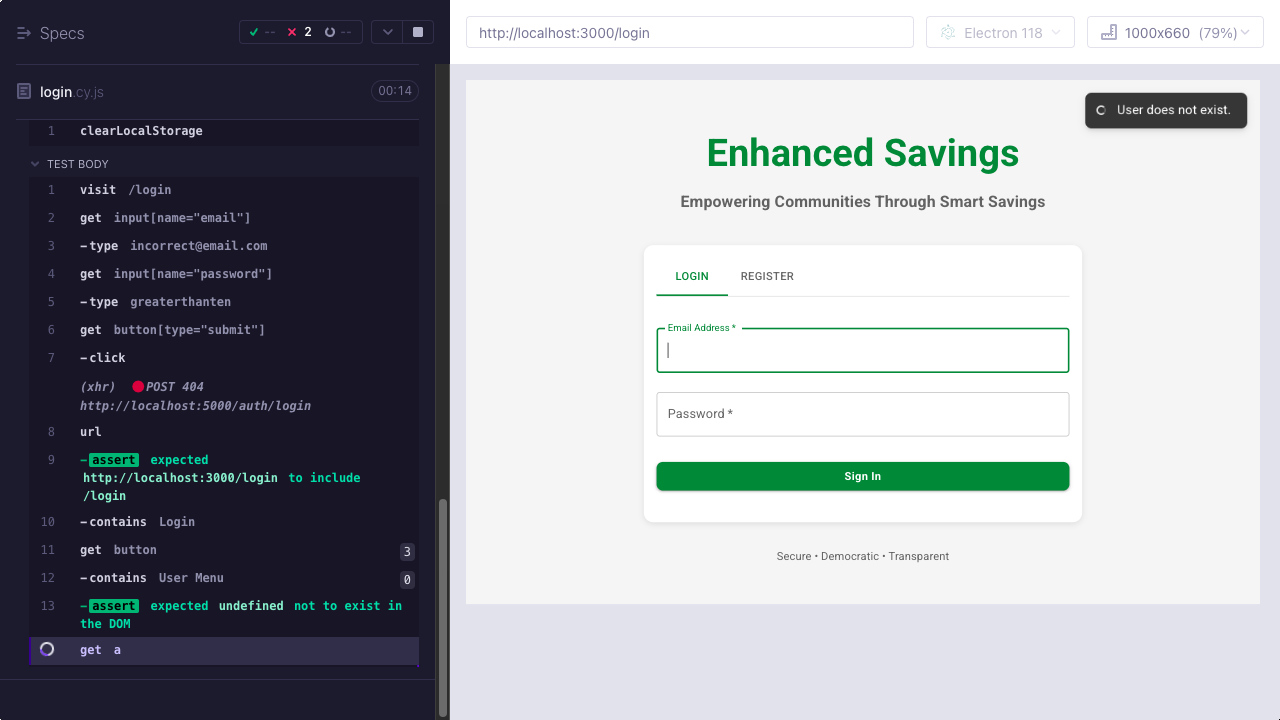 Specs
-- 2 --
login.cy.js 00:14
1 clearLocalStorage
TEST BODY
1 visit /login
2 get input[name="email"]
3 -type incorrect@email.com
4 get input[name="password"]
5 -type greaterthanten
6 get button[type="submit"]
7 -click
(xhr) POST 404
http://localhost:5000/auth/login
8 url
9 -assert expected
http://localhost:3000/login to include
/login
10 -contains Login
11 get button 3
12 -contains User Menu 0
13 -assert expected undefined not to exist in
the DOM
get a
http://localhost:3000/login
Electron 118
1000x660 (79%)
User does not exist.
Enhanced Savings
Empowering Communities Through Smart Savings
LOGIN REGISTER
Email Address *
Password *
Sign In
Secure • Democratic • Transparent